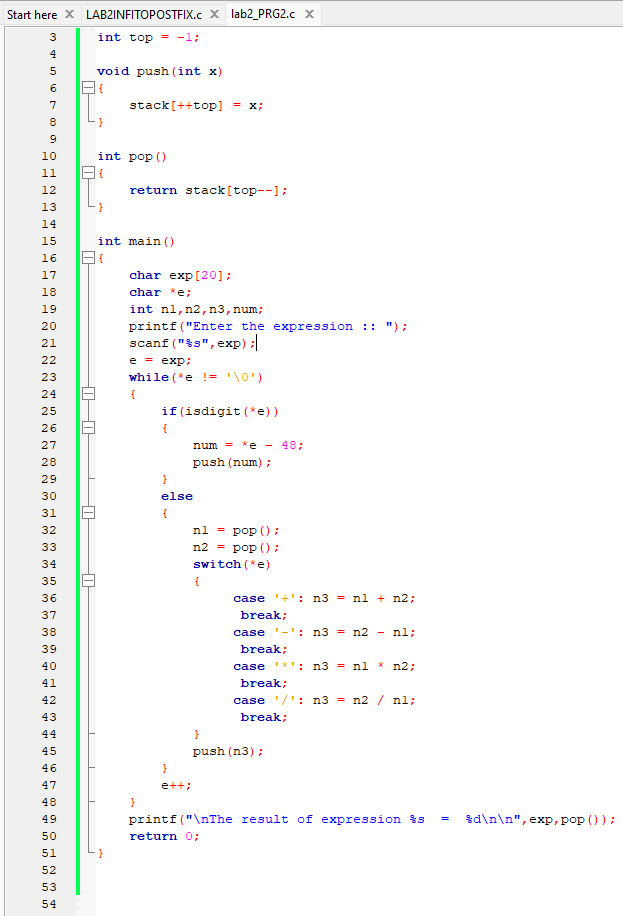 Start here X LAB2INFITOPOSTFIX.c X lab2_PRG2.c X
3 int top = -1;
4
5 void push(int x)
6 {
7 stack[++top] = x;
8 }
9
10 int pop()
11 {
12 return stack[top--];
13 }
14
15 int main()
16 {
17 char exp[20];
18 char *e;
19 int n1,n2,n3,num;
20 printf("Enter the expression :: ");
21 scanf("%s",exp);
22 e = exp;
23 while(*e != '\0')
24 {
25 if(isdigit(*e))
26 {
27 num = *e - 48;
28 push(num);
29 }
30 else
31 {
32 n1 = pop();
33 n2 = pop();
34 switch(*e)
35 {
36 case '+': n3 = n1 + n2;
37 break;
38 case '-': n3 = n2 - n1;
39 break;
40 case '*': n3 = n1 * n2;
41 break;
42 case '/': n3 = n2 / n1;
43 break;
44 }
45 push(n3);
46 }
47 e++;
48 }
49 printf("\nThe result of expression %s = %d\n\n",exp,pop());
50 return 0;
51 }
52
53
54